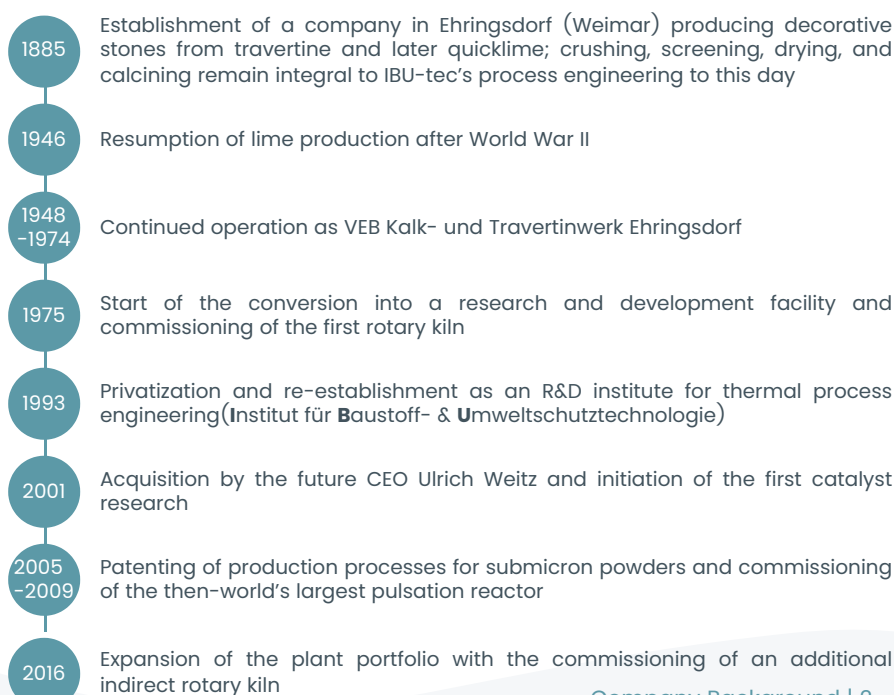 1885
Establishment of a company in Ehringsdorf (Weimar) producing decorative
stones from travertine and later quicklime; crushing, screening, drying, and
calcining remain integral to IBU-tec's process engineering to this day
1946
Resumption of lime production after World War II
1948
-1974
Continued operation as VEB Kalk- und Travertinwerk Ehringsdorf
1975
Start of the conversion into a research and development facility and
commissioning of the first rotary kiln
1993
Privatization and re-establishment as an R&D institute for thermal process
engineering(Institut für Baustoff- & Umweltschutztechnologie)
2001
Acquisition by the future CEO Ulrich Weitz and initiation of the first catalyst
research
2005
-2009
Patenting of production processes for submicron powders and commissioning
of the then-world's largest pulsation reactor
2016
Expansion of the plant portfolio with the commissioning of an additional
indirect rotary kiln
Company Background |